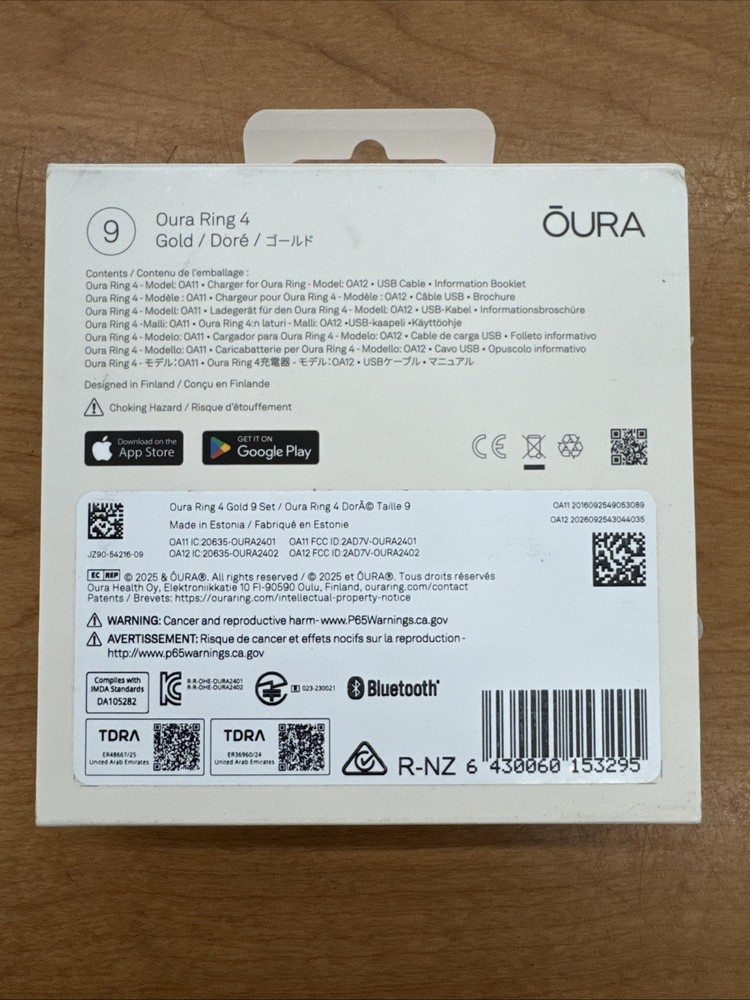 9
Oura Ring 4
Gold / Doré / ゴールド
ŌURA
Contents / Contenu de l'emballage :
Oura Ring 4 - Model: OA11 • Charger for Oura Ring - Model: OA12 • USB Cable • Information Booklet
Oura Ring 4 - Modèle : OA11 • Chargeur pour Oura Ring 4 - Modèle : OA12 • Câble USB • Brochure
Oura Ring 4 - Modell: OA11 • Ladegerät für den Oura Ring 4 - Modell: OA12 • USB-Kabel • Informationsbroschüre
Oura Ring 4-Malli: OA11 • Oura Ring 4:n laturi - Malli: OA12 •USB-kaapeli •Käyttöohje
Oura Ring 4 - Modelo: OA11 • Cargador para Oura Ring 4 - Modelo: OA12 • Cable de carga USB • Folleto informativo
Oura Ring 4 - Modello: OA11 • Caricabatterie per Oura Ring 4 - Modello: OA12 • Cavo USB • Opuscolo informativo
Oura Ring 4 - モデル:OA11 • Oura Ring 4充電器 - モデル:OA12 • USBケーブル • マニュアル
Designed in Finland / Conçu en Finlande
Choking Hazard / Risque d'étouffement
Download on the
App Store
GET IT ON
Google Play
CE
Oura Ring 4 Gold 9 Set / Oura Ring 4 DorÃ© Taille 9
OA11 2016092549053089
OA12 2026092543044035
Made in Estonia / Fabriqué en Estonie
JZ90-54216-09
OA11 IC:20635-OURA2401 OA11 FCC ID:2AD7V-OURA2401
OA12 IC:20635-OURA2402 OA12 FCC ID:2AD7V-OURA2402
EC REP © 2025 & ŌURA®. All rights reserved / © 2025 et ŌURA®. Tous droits réservés
Oura Health Oy, Elektroniikkatie 10 FI-90590 Oulu, Finland, ouraring.com/contact
Patents / Brevets: https://ouraring.com/intellectual-property-notice
WARNING: Cancer and reproductive harm- www.P65Warnings.ca.gov
AVERTISSEMENT: Risque de cancer et effets nocifs sur la reproduction -
http://www.p65warnings.ca.gov
Complies with
IMDA Standards
DA105282
R-R-OHE-OURA2401
R-R-OHE-OURA2402
R 023-230021
Bluetooth®
TDRA
ER48667/25
United Arab Emirates
TDRA
ER36960/24
United Arab Emirates
R-NZ
6 430060 153295